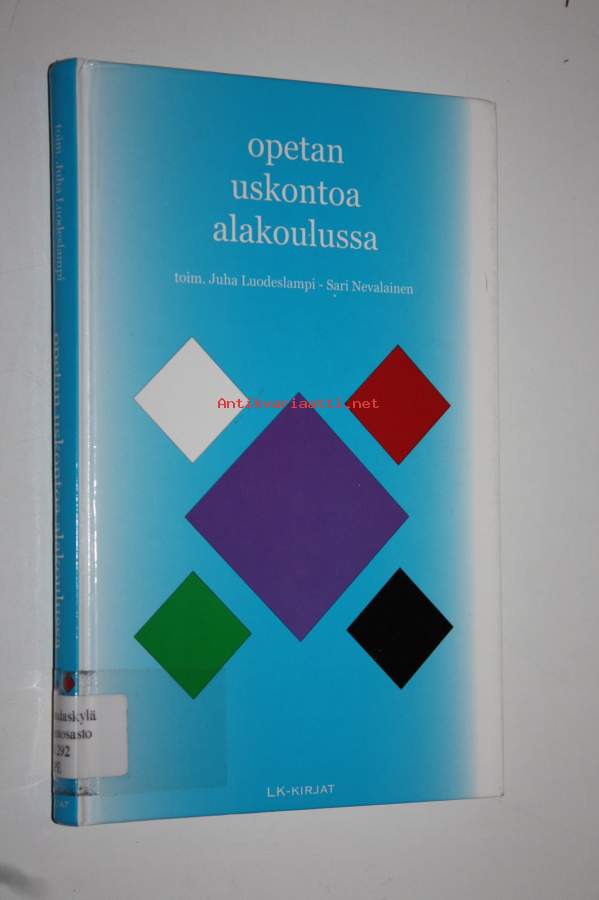 opetan
uskontoa
alakoulussa
toim. Juha Luodeslampi - Sari Nevalainen
Antikvariaatti.net
LK-KIRJAT
toim. Juha Luodeslampi
opetan uskontoa alakoulussa
292